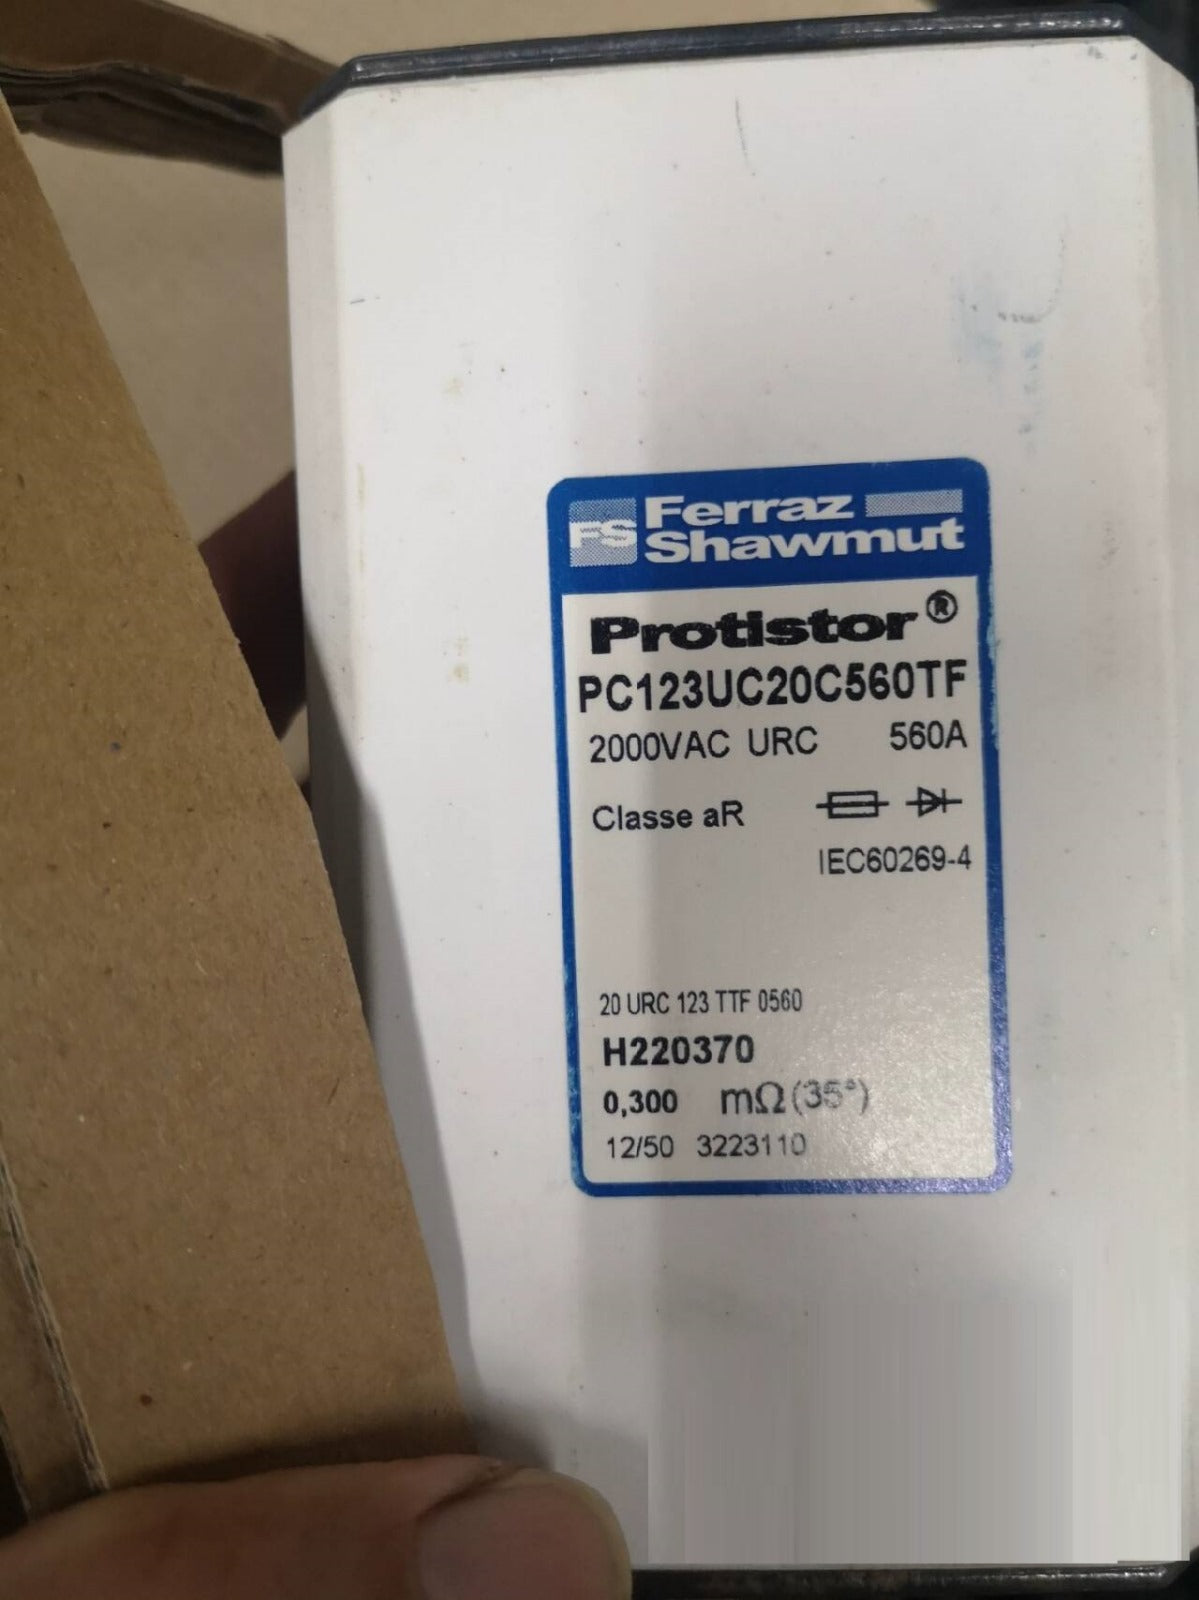 FS Ferraz
Shawmut
Protistor®
PC123UC20C560TF
2000VAC URC 560A
Classe aR
IEC60269-4
20 URC 123 TTF 0560
H220370
0,300 mΩ(35°)
12/50 3223110